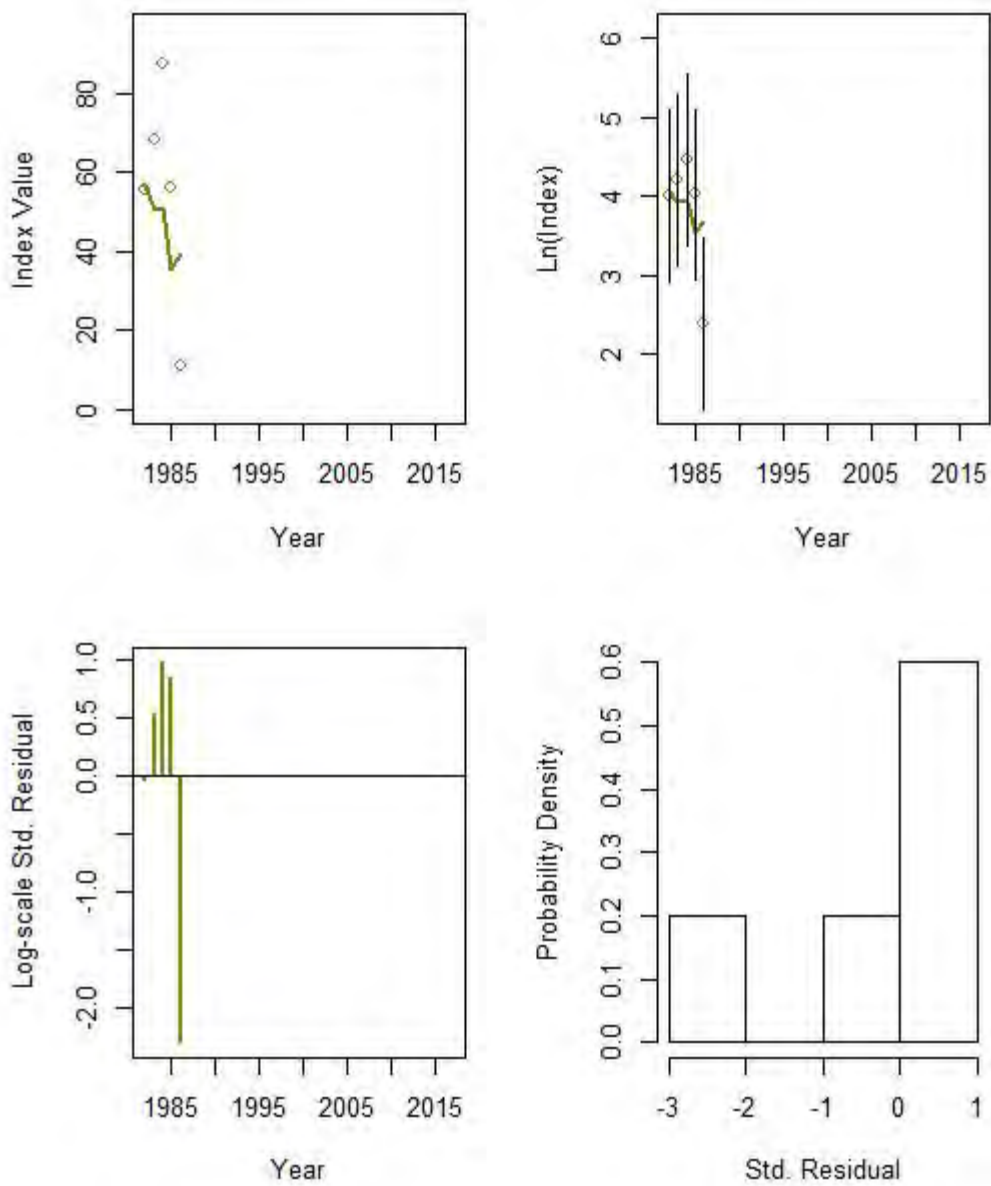 Index Value
80
60
40
20
0
1985 1995 2005 2015
Year
Ln(Index)
6
5
4
3
2
1985 1995 2005 2015
Year
Log-scale Std. Residual
1.0
0.5
0.0
-1.0
-2.0
1985 1995 2005 2015
Year
Probability Density
0.6
0.5
0.4
0.3
0.2
0.1
0.0
-3 -2 -1 0 1
Std. Residual